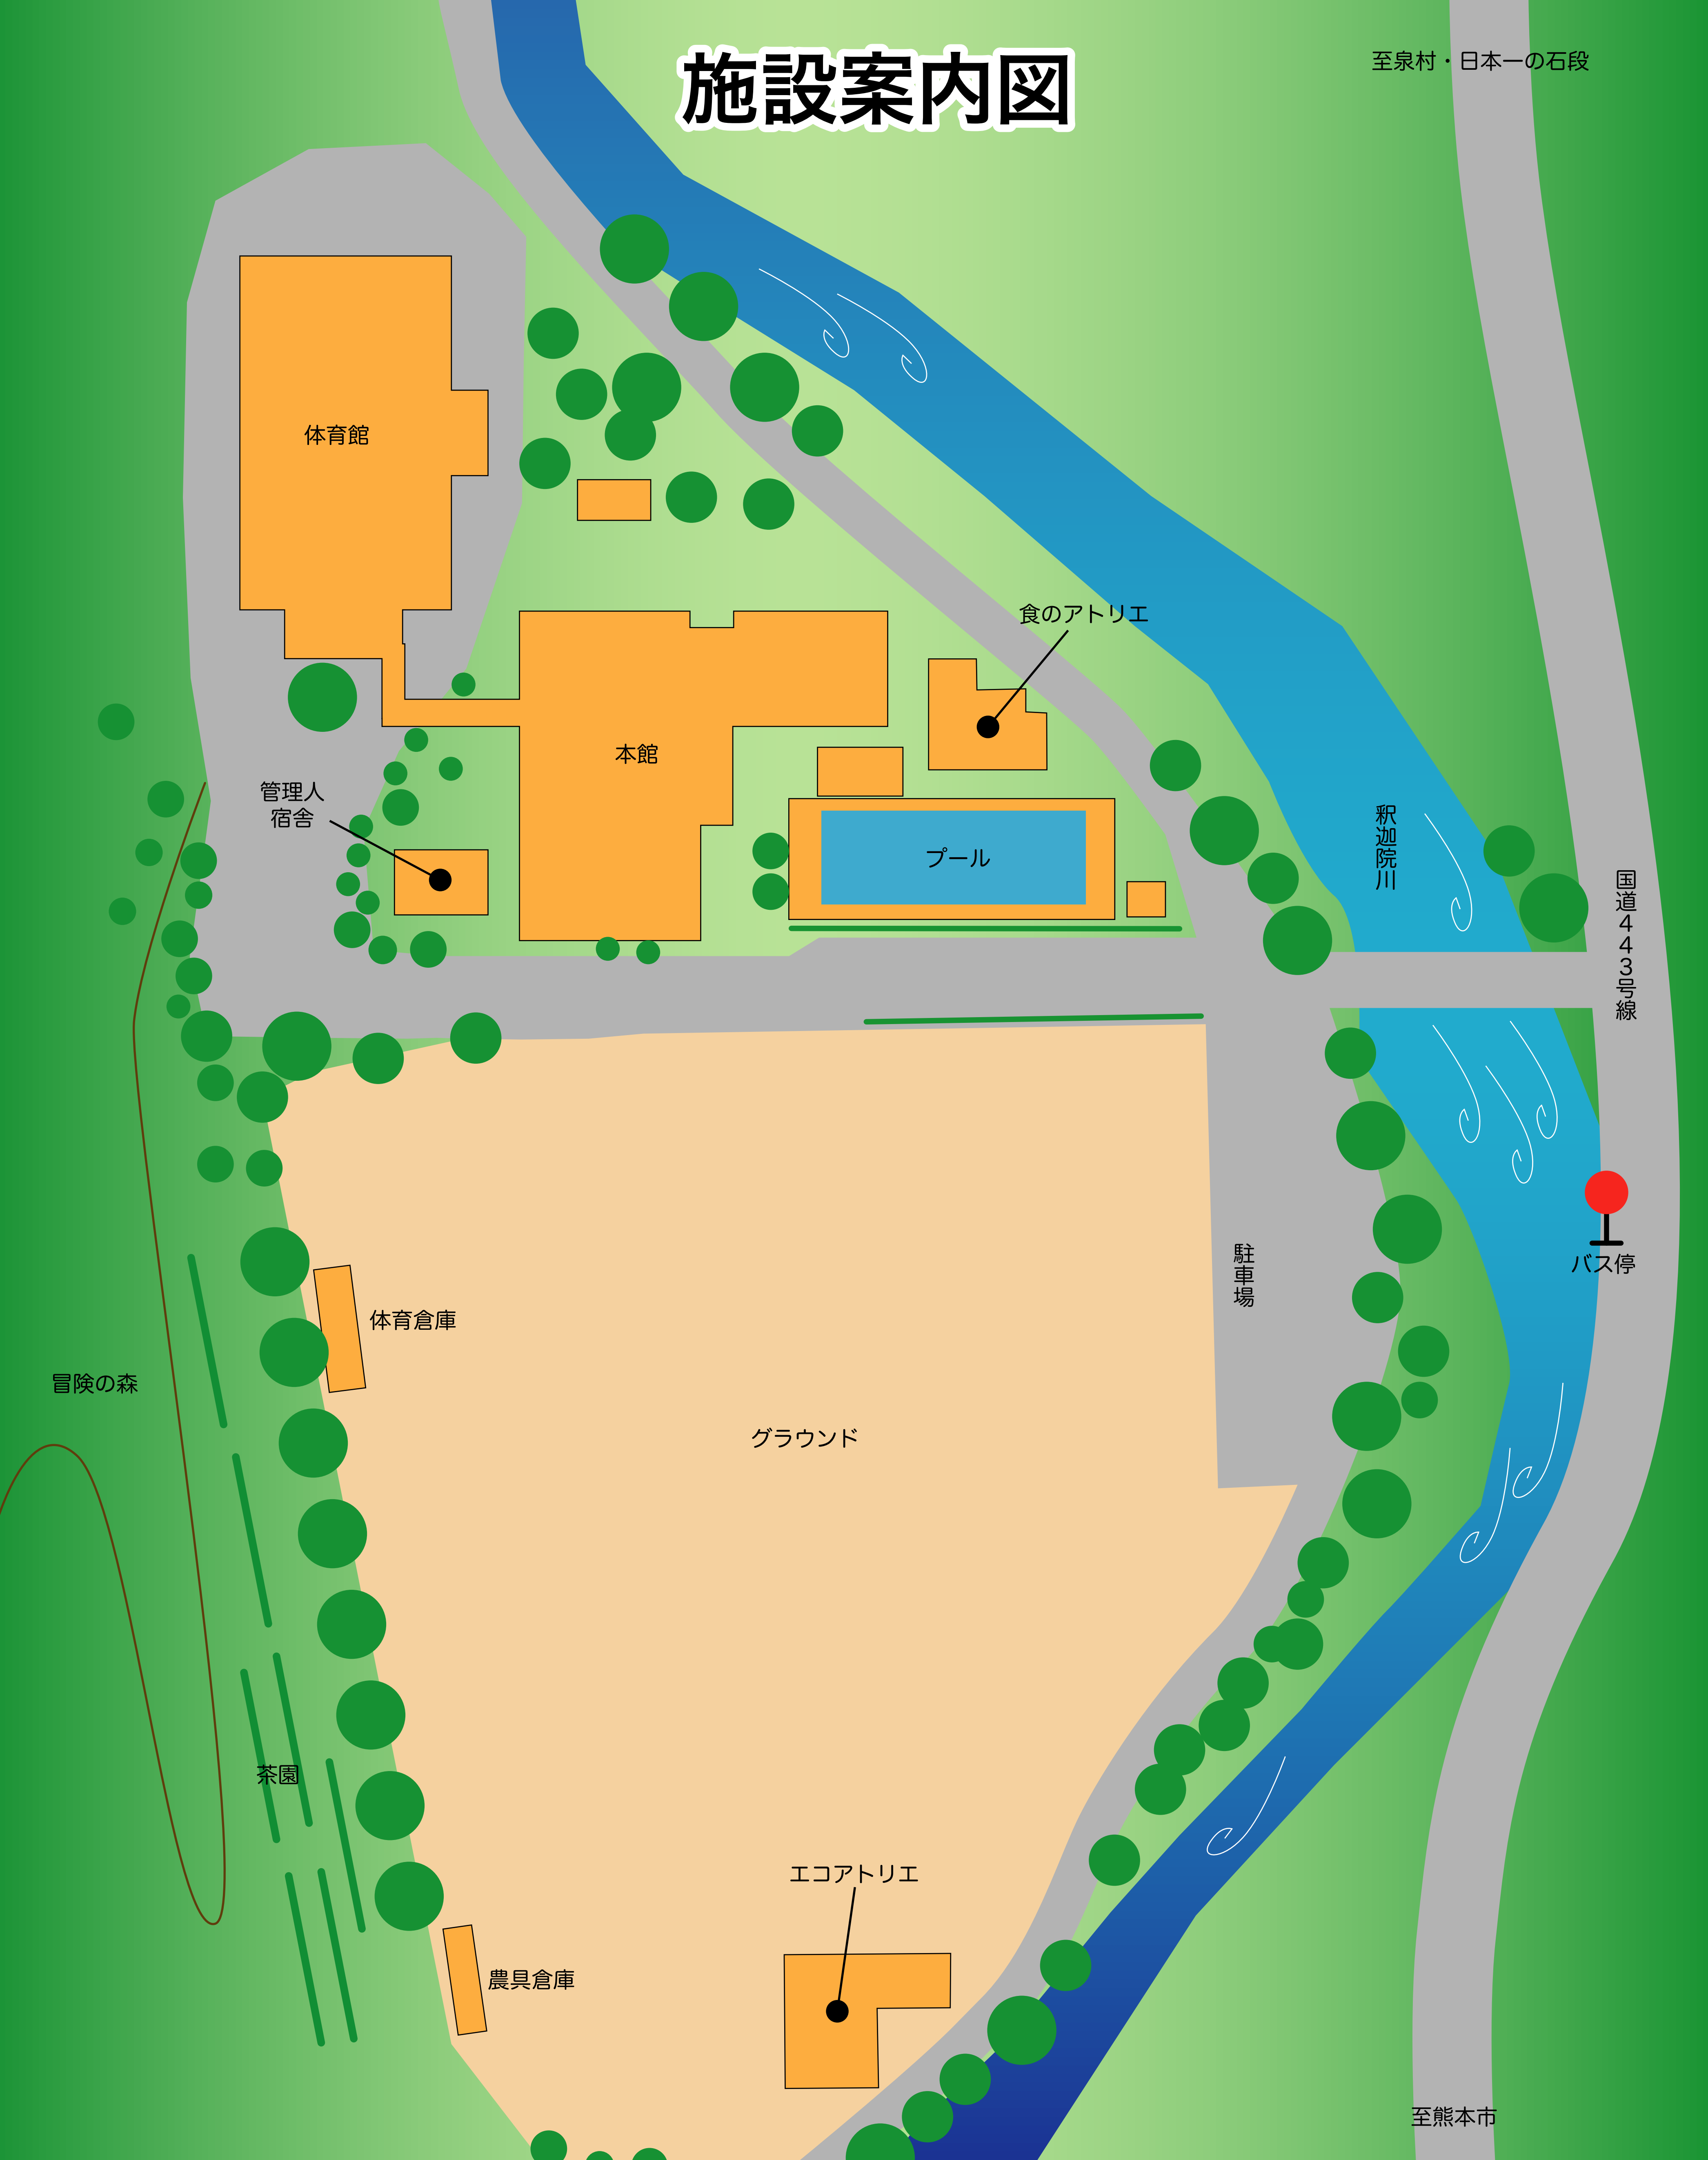 施設案内図
至泉村・日本一の石段
体育館
食のアトリエ
本館
管理人
宿舎
プール
釈迦院川
国道443号線
駐車場
バス停
体育倉庫
冒険の森
グラウンド
茶園
エコアトリエ
農具倉庫
至熊本市